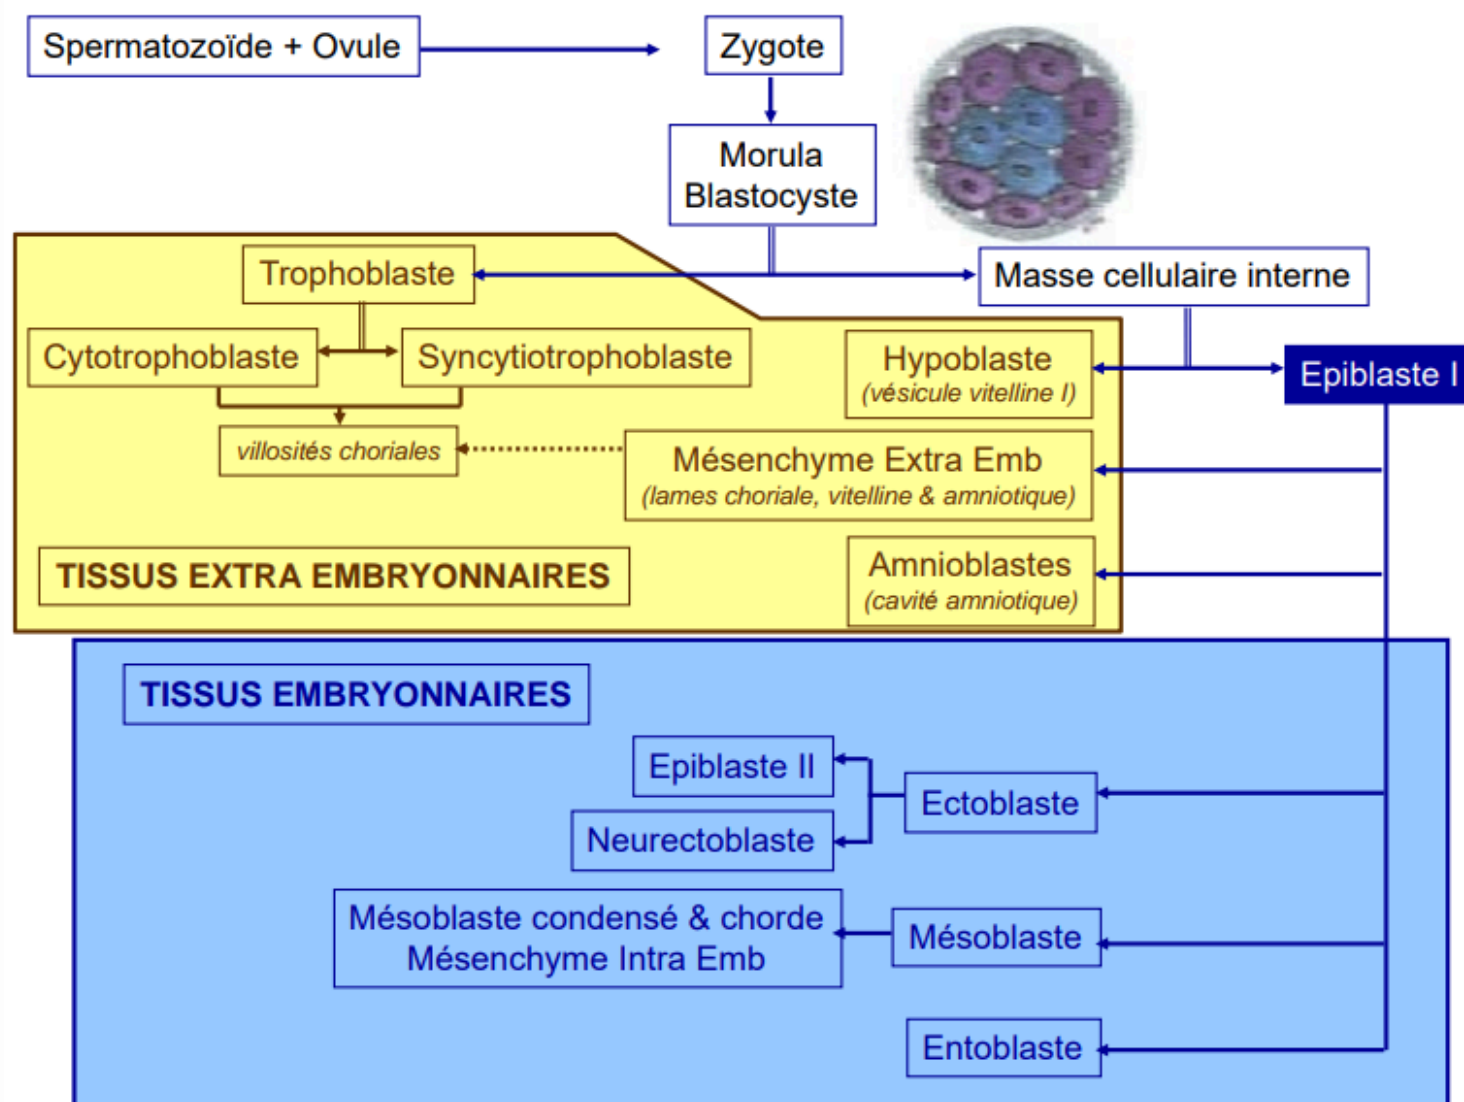 Spermatozoïde + Ovule
Zygote
Morula
Blastocyste
Trophoblaste
Masse cellulaire interne
Cytotrophoblaste
Syncytiotrophoblaste
Hypoblaste
(vésicule vitelline I)
Epiblaste I
villosités choriales
Mésenchyme Extra Emb
(lames choriale, vitelline & amniotique)
TISSUS EXTRA EMBRYONNAIRES
Amnioblastes
(cavité amniotique)
TISSUS EMBRYONNAIRES
Epiblaste II
Ectoblaste
Neurectoblaste
Mésoblaste condensé & chorde
Mésenchyme Intra Emb
Mésoblaste
Entoblaste